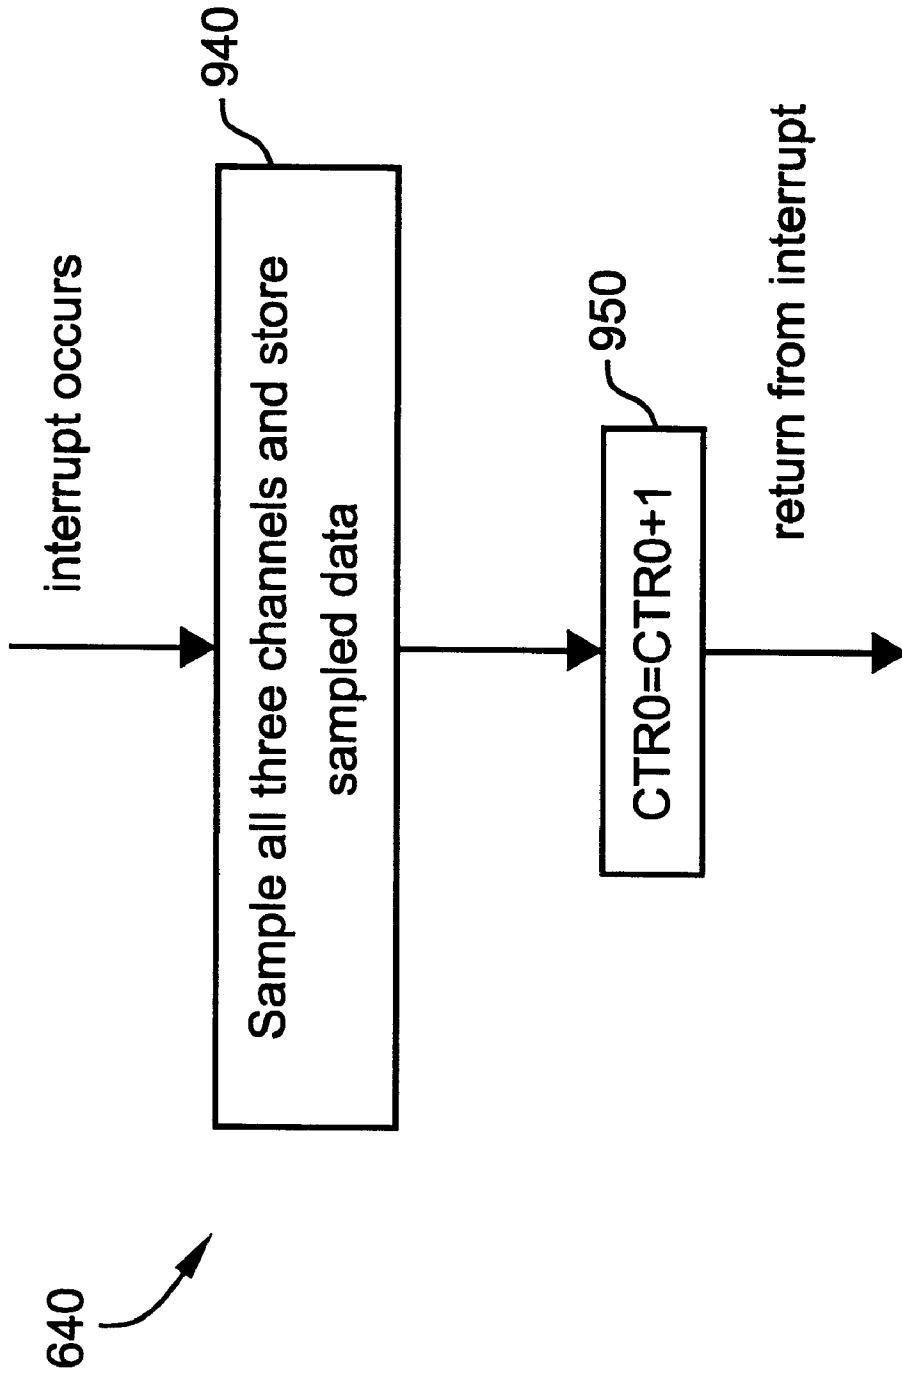 640
interrupt occurs
940
Sample all three channels and store
sampled data
950
CTR0=CTR0+1
return from interrupt